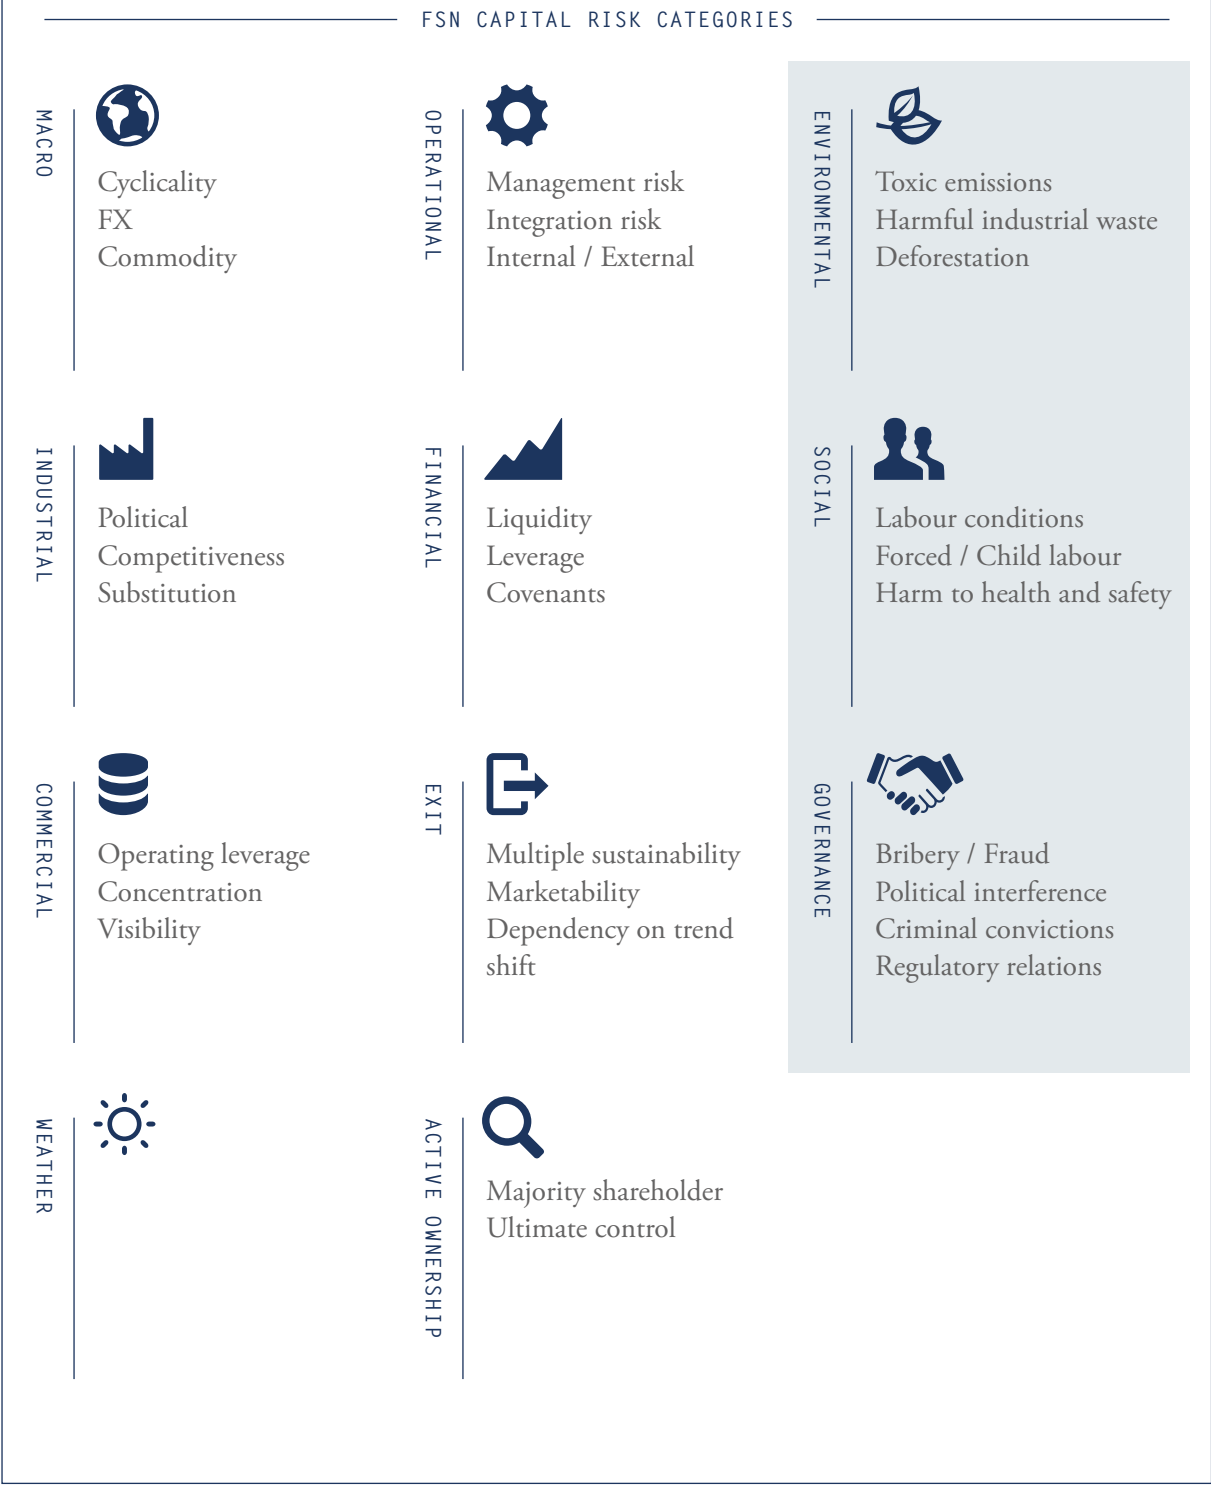 FSN CAPITAL RISK CATEGORIES
MACRO
Cyclicality
FX
Commodity
OPERATIONAL
Management risk
Integration risk
Internal / External
ENVIRONMENTAL
Toxic emissions
Harmful industrial waste
Deforestation
INDUSTRIAL
Political
Competitiveness
Substitution
FINANCIAL
Liquidity
Leverage
Covenants
SOCIAL
Labour conditions
Forced / Child labour
Harm to health and safety
COMMERCIAL
Operating leverage
Concentration
Visibility
EXIT
Multiple sustainability
Marketability
Dependency on trend
shift
GOVERNANCE
Bribery / Fraud
Political interference
Criminal convictions
Regulatory relations
WEATHER
ACTIVE OWNERSHIP
Majority shareholder
Ultimate control